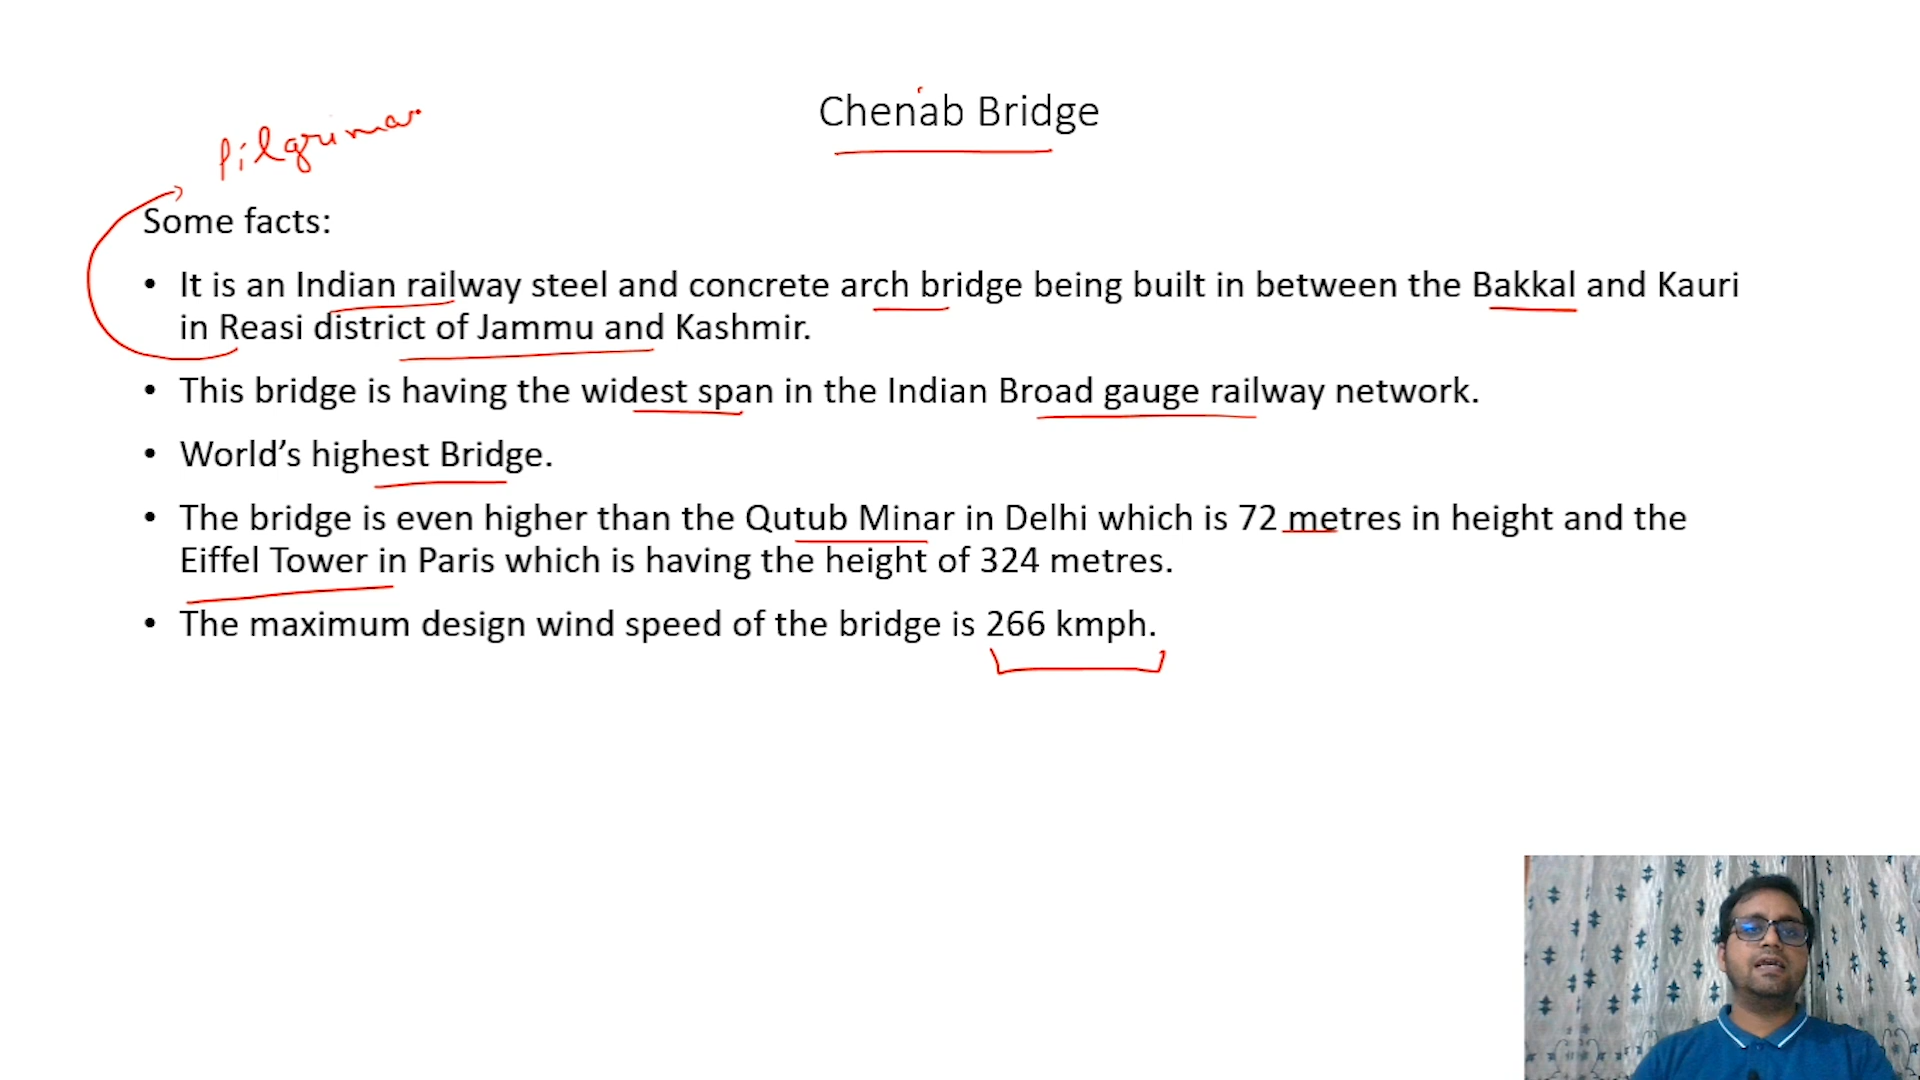 Chenab Bridge
Some facts:
• It is an Indian railway steel and concrete arch bridge being built in between the Bakkal and Kauri
in Reasi district of Jammu and Kashmir.
• This bridge is having the widest span in the Indian Broad gauge railway network.
• World’s highest Bridge.
• The bridge is even higher than the Qutub Minar in Delhi which is 72 metres in height and the
Eiffel Tower in Paris which is having the height of 324 metres.
• The maximum design wind speed of the bridge is 266 kmph.